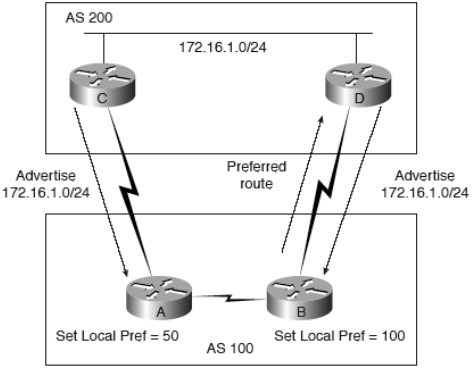 AS 200
172.16.1.0/24
C
D
Advertise
172.16.1.0/24
Preferred
route
Advertise
172.16.1.0/24
A
B
Set Local Pref = 50
Set Local Pref = 100
AS 100